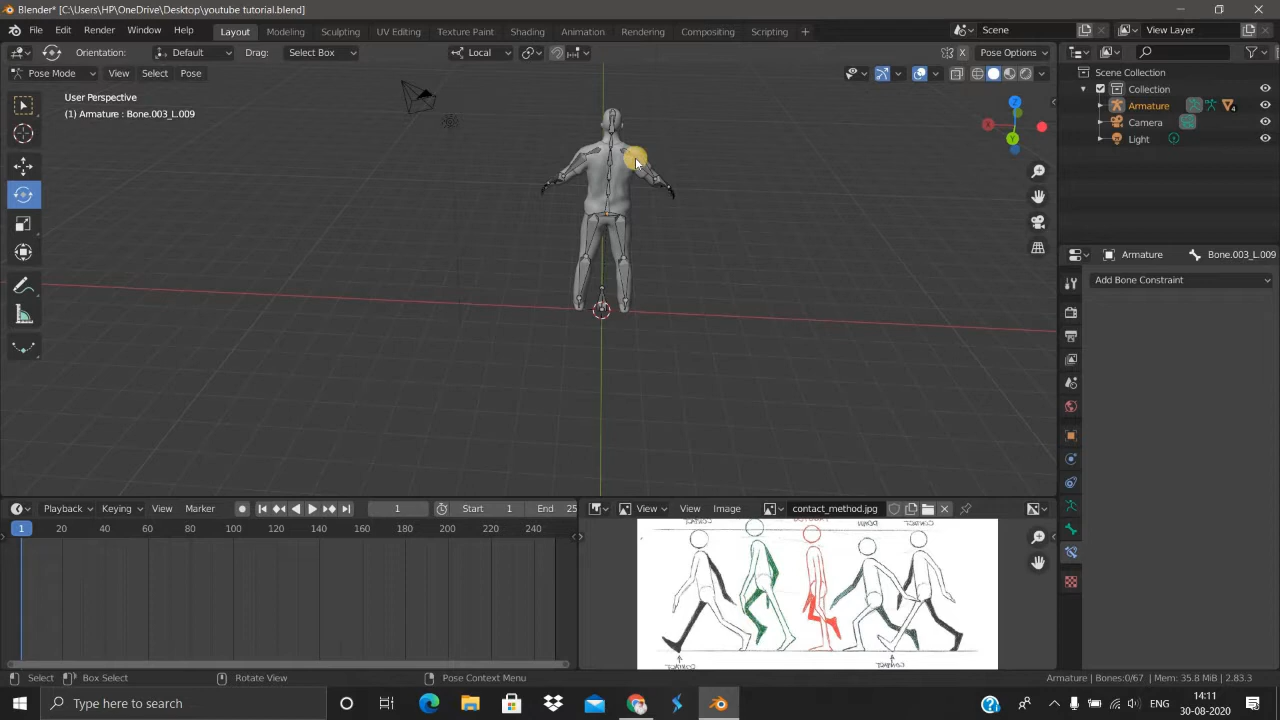 Blender* [C:\Users\HP\OneDrive\Desktop\youtube tutorial.blend]
File Edit Render Window Help Layout Modeling Sculpting UV Editing Texture Paint Shading Animation Rendering Compositing Scripting + Scene View Layer
Orientation: Default Drag: Select Box Local Pose Options
Pose Mode View Select Pose
User Perspective
(1) Armature : Bone.003_L.009
X
Y
Z
Scene Collection
Collection
Armature 4
Camera
Light
Armature Bone.003_L.009
Add Bone Constraint
Playback Keying View Marker 1 Start 1 End 25
View View Image contact_method.jpg
1 20 40 60 80 100 120 140 160 180 200 220 240
CONTACT DOWN CONTACT
CONTACT CONTACT
Select Box Select Rotate View Pose Context Menu Armature | Bones:0/67 | Mem: 35.8 MiB | 2.83.3
Type here to search
ENG
14:11
30-08-2020